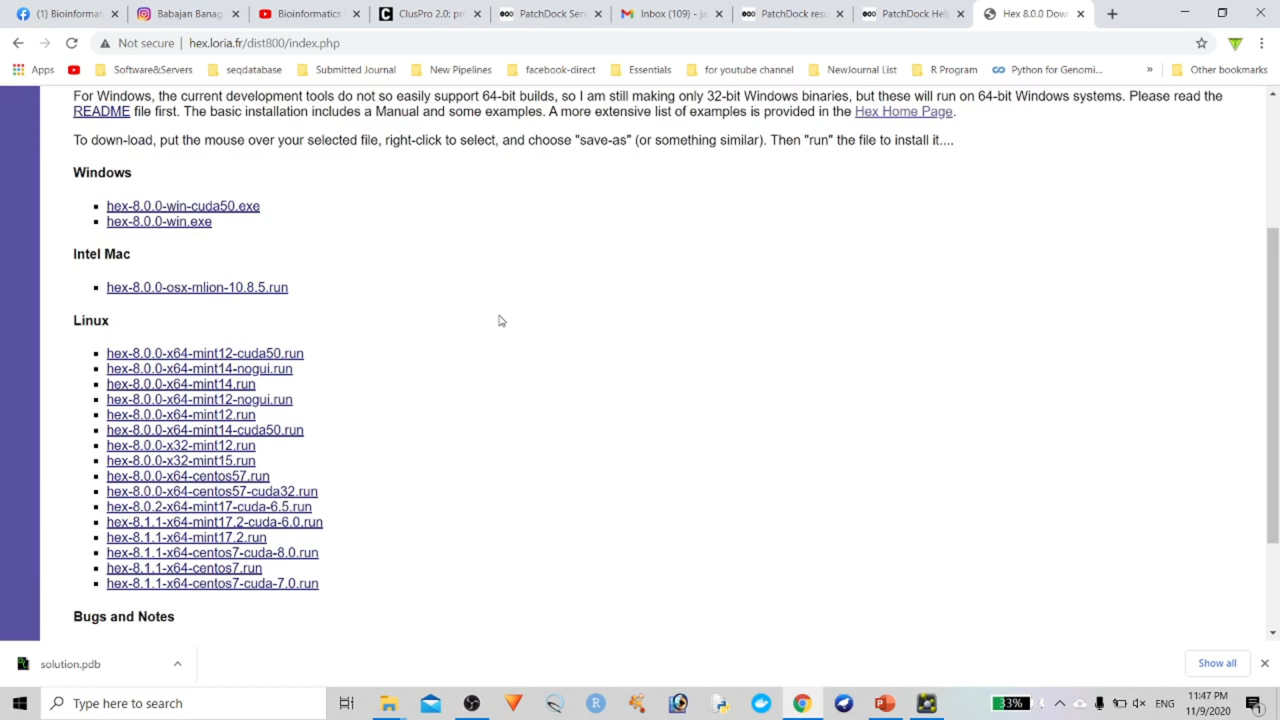 (1) Bioinformat
Babajan Banag
Bioinformatics
ClusPro 2.0: pro
PatchDock Serv
Inbox (109) - ja
PatchDock resu
PatchDock Help
Hex 8.0.0 Down
Not secure
hex.loria.fr/dist800/index.php
Apps
Software&Servers
seqdatabase
Submitted Journal
New Pipelines
facebook-direct
Essentials
for youtube channel
NewJournal List
R Program
Python for Genomi...
»
Other bookmarks
For Windows, the current development tools do not so easily support 64-bit builds, so I am still making only 32-bit Windows binaries, but these will run on 64-bit Windows systems. Please read the
README file first. The basic installation includes a Manual and some examples. A more extensive list of examples is provided in the Hex Home Page.
To down-load, put the mouse over your selected file, right-click to select, and choose "save-as" (or something similar). Then "run" the file to install it....
Windows
hex-8.0.0-win-cuda50.exe
hex-8.0.0-win.exe
Intel Mac
hex-8.0.0-osx-mlion-10.8.5.run
Linux
hex-8.0.0-x64-mint12-cuda50.run
hex-8.0.0-x64-mint14-nogui.run
hex-8.0.0-x64-mint14.run
hex-8.0.0-x64-mint12-nogui.run
hex-8.0.0-x64-mint12.run
hex-8.0.0-x64-mint14-cuda50.run
hex-8.0.0-x32-mint12.run
hex-8.0.0-x32-mint15.run
hex-8.0.0-x64-centos57.run
hex-8.0.0-x64-centos57-cuda32.run
hex-8.0.2-x64-mint17-cuda-6.5.run
hex-8.1.1-x64-mint17.2-cuda-6.0.run
hex-8.1.1-x64-mint17.2.run
hex-8.1.1-x64-centos7-cuda-8.0.run
hex-8.1.1-x64-centos7.run
hex-8.1.1-x64-centos7-cuda-7.0.run
Bugs and Notes
solution.pdb
Show all
Type here to search
33%
ENG
11:47 PM
11/9/2020
1